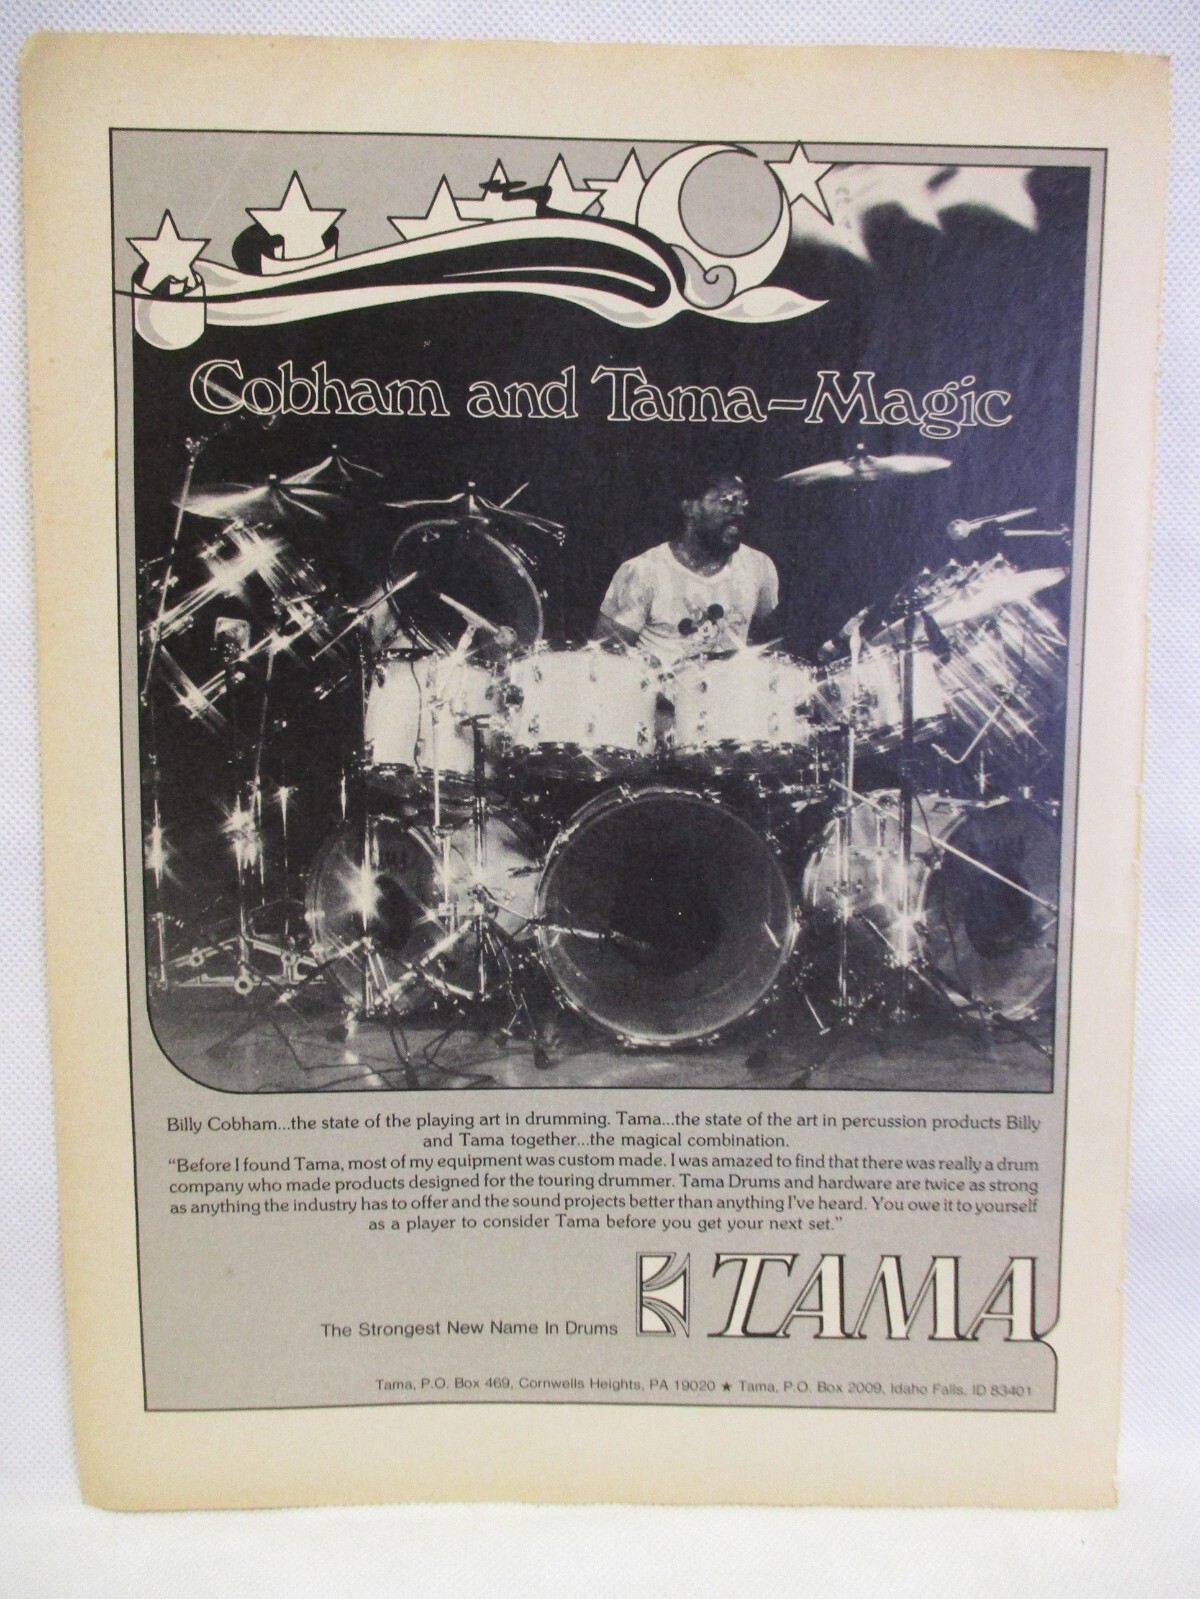 Cobham and Tama–Magic
Billy Cobham...the state of the playing art in drumming. Tama...the state of the art in percussion products Billy
and Tama together...the magical combination.
“Before I found Tama, most of my equipment was custom made. I was amazed to find that there was really a drum
company who made products designed for the touring drummer. Tama Drums and hardware are twice as strong
as anything the industry has to offer and the sound projects better than anything I've heard. You owe it to yourself
as a player to consider Tama before you get your next set.”
The Strongest New Name In Drums
TAMA
Tama, P.O. Box 469, Cornwells Heights, PA 19020 ★ Tama, P.O. Box 2009, Idaho Falls, ID 83401